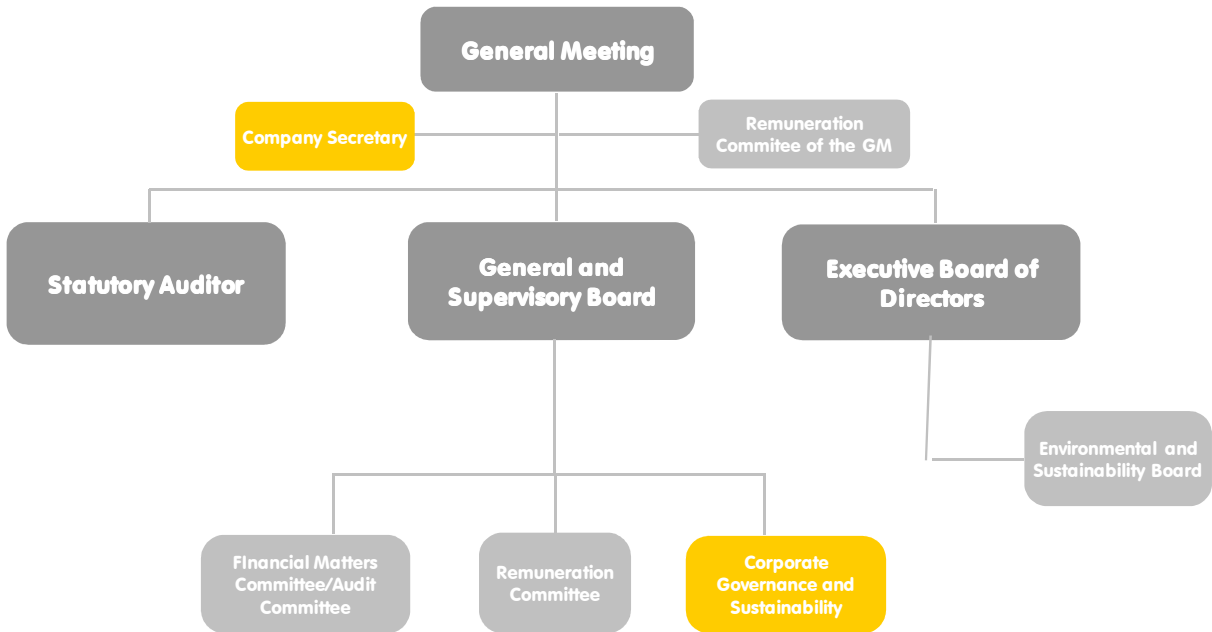 General Meeting
Company Secretary
Remuneration
Commitee of the GM
Statutory Auditor
General and
Supervisory Board
Executive Board of
Directors
Environmental and
Sustainability Board
FInancial Matters
Committee/Audit
Committee
Remuneration
Committee
Corporate
Governance and
Sustainability